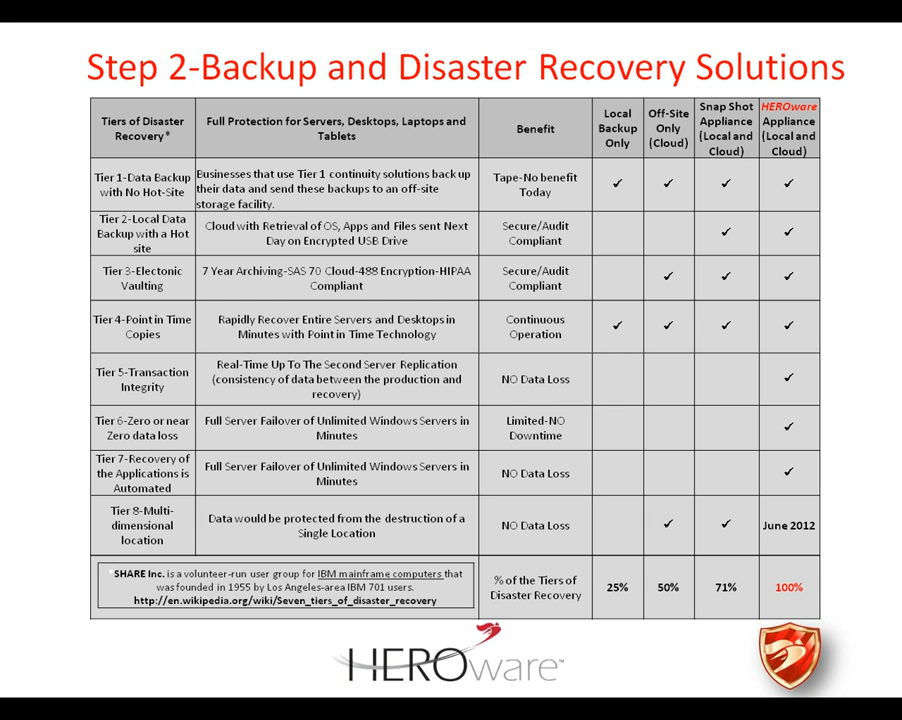 Step 2-Backup and Disaster Recovery Solutions
Tiers of Disaster
Recovery*
Full Protection for Servers, Desktops, Laptops and
Tablets
Benefit
Local
Backup
Only
Off-Site
Only
(Cloud)
Snap Shot
Appliance
(Local and
Cloud)
HEROware
Appliance
(Local and
Cloud)
Tier 1-Data Backup
with No Hot-Site
Businesses that use Tier 1 continuity solutions back up
their data and send these backups to an off-site
storage facility.
Tape-No benefit
Today
✓ ✓ ✓ ✓
Tier 2-Local Data
Backup with a Hot
site
Cloud with Retrieval of OS, Apps and Files sent Next
Day on Encrypted USB Drive
Secure/Audit
Compliant
✓ ✓
Tier 3-Electonic
Vaulting
7 Year Archiving-SAS 70 Cloud-488 Encryption-HIPAA
Compliant
Secure/Audit
Compliant
✓ ✓ ✓
Tier 4-Point in Time
Copies
Rapidly Recover Entire Servers and Desktops in
Minutes with Point in Time Technology
Continuous
Operation
✓ ✓ ✓ ✓
Tier 5-Transaction
Integrity
Real-Time Up To The Second Server Replication
(consistency of data between the production and
recovery)
NO Data Loss
✓
Tier 6-Zero or near
Zero data loss
Full Server Failover of Unlimited Windows Servers in
Minutes
Limited-NO
Downtime
✓
Tier 7-Recovery of
the Applications is
Automated
Full Server Failover of Unlimited Windows Servers in
Minutes
NO Data Loss
✓
Tier 8-Multi-
dimensional
location
Data would be protected from the destruction of a
Single Location
NO Data Loss
✓ ✓ June 2012
*SHARE Inc. is a volunteer-run user group for IBM mainframe computers that
was founded in 1955 by Los Angeles-area IBM 701 users.
http://en.wikipedia.org/wiki/Seven_tiers_of_disaster_recovery
% of the Tiers of
Disaster Recovery
25% 50% 71% 100%
HEROware™